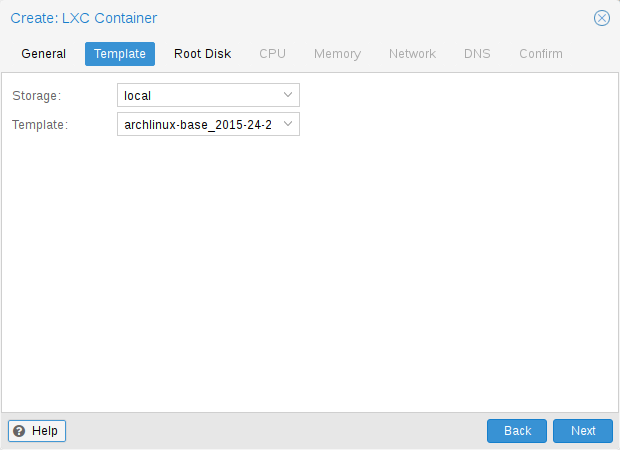 Create: LXC Container
General Template Root Disk CPU Memory Network DNS Confirm
Storage: local
Template: archlinux-base_2015-24-2
Help Back Next